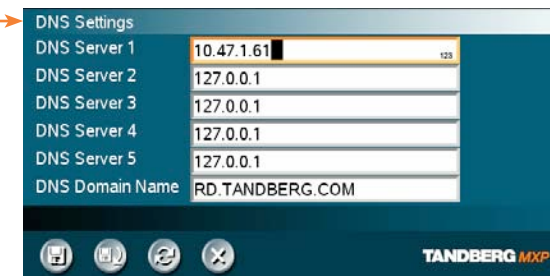 DNS Settings
DNS Server 1 10.47.1.61 123
DNS Server 2 127.0.0.1
DNS Server 3 127.0.0.1
DNS Server 4 127.0.0.1
DNS Server 5 127.0.0.1
DNS Domain Name RD.TANDBERG.COM
TANDBERG MXP